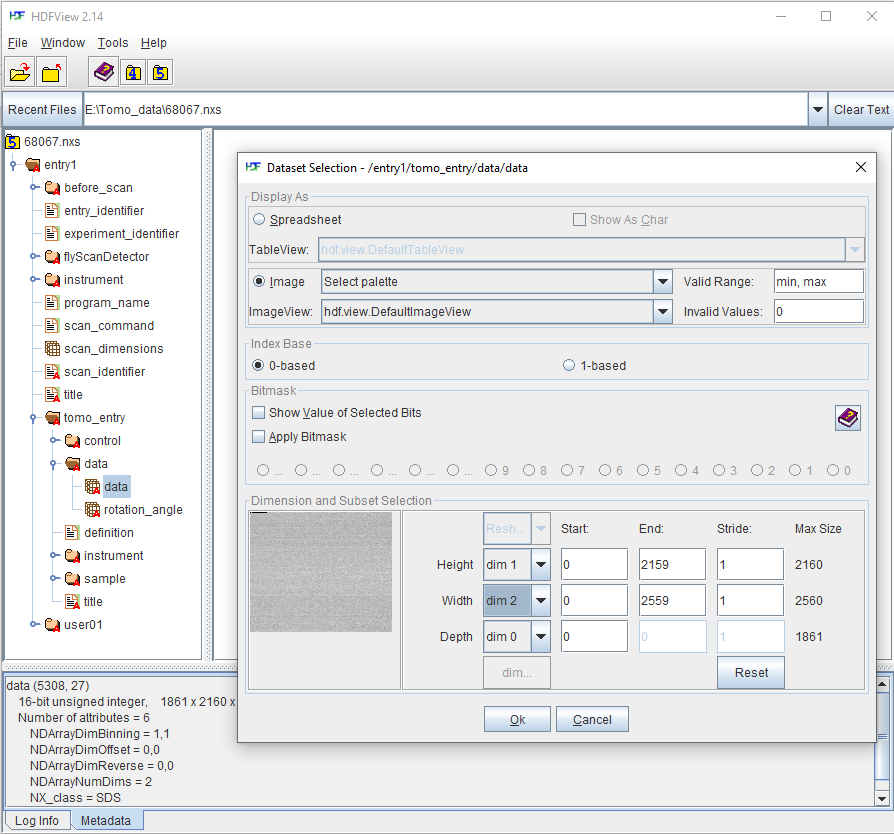 HDFView 2.14
File Window Tools Help
4 5
Recent Files E:\Tomo_data\68067.nxs Clear Text
5 68067.nxs
entry1
before_scan
entry_identifier
experiment_identifier
flyScanDetector
instrument
program_name
scan_command
scan_dimensions
scan_identifier
title
tomo_entry
control
data
data
rotation_angle
definition
instrument
sample
title
user01
Dataset Selection - /entry1/tomo_entry/data/data
Display As
Spreadsheet Show As Char
TableView: hdf.view.DefaultTableView
Image Select palette Valid Range: min, max
ImageView: hdf.view.DefaultImageView Invalid Values: 0
Index Base
0-based 1-based
Bitmask
Show Value of Selected Bits
Apply Bitmask
... ... ... ... ... ... 9 8 7 6 5 4 3 2 1 0
Dimension and Subset Selection
Resh... Start: End: Stride: Max Size
Height dim 1 0 2159 1 2160
Width dim 2 0 2559 1 2560
Depth dim 0 0 0 1 1861
dim... Reset
Ok Cancel
data (5308, 27)
16-bit unsigned integer, 1861 x 2160 x
Number of attributes = 6
NDArrayDimBinning = 1,1
NDArrayDimOffset = 0,0
NDArrayDimReverse = 0,0
NDArrayNumDims = 2
NX_class = SDS
Log Info Metadata